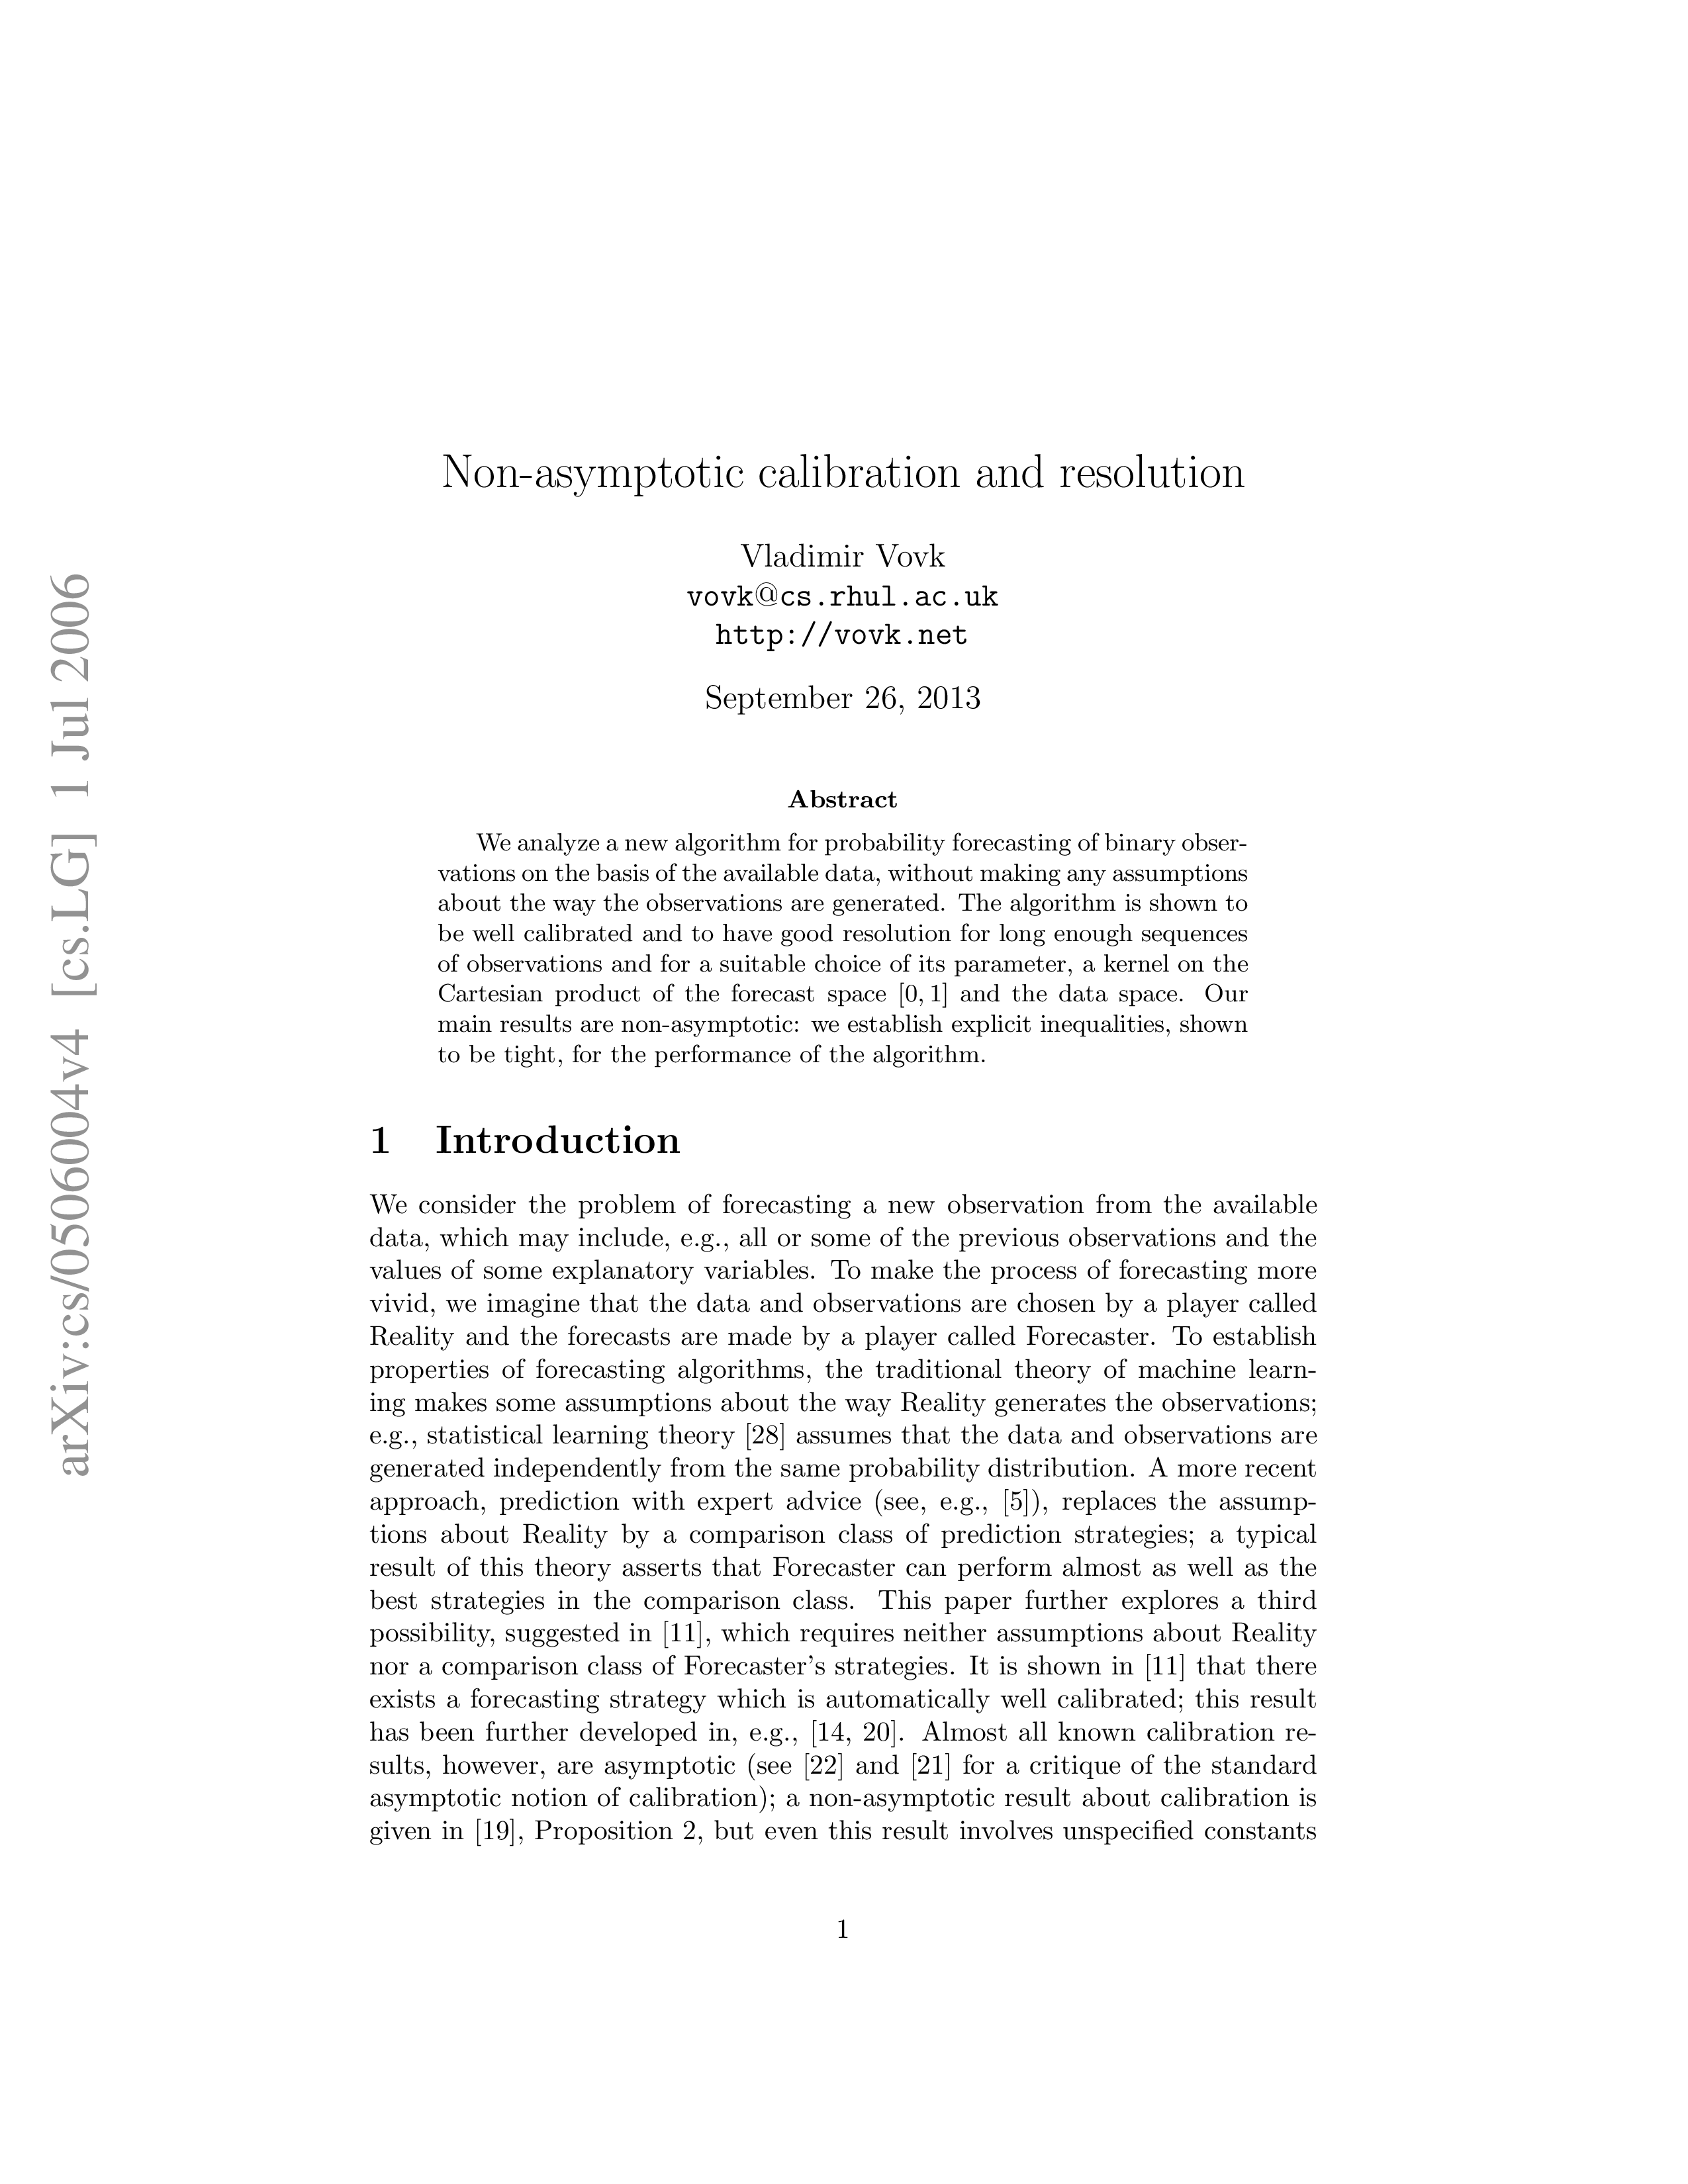 Non-asymptotic calibration and resolution
Vladimir Vovk
vovk@cs.rhul.ac.uk
http://vovk.net
September 26, 2013
Abstract
We analyze a new algorithm for probability forecasting of binary obser-
vations on the basis of the available data, without making any assumptions
about the way the observations are generated. The algorithm is shown to
be well calibrated and to have good resolution for long enough sequences
of observations and for a suitable choice of its parameter, a kernel on the
Cartesian product of the forecast space [0, 1] and the data space. Our
main results are non-asymptotic: we establish explicit inequalities, shown
to be tight, for the performance of the algorithm.
1 Introduction
We consider the problem of forecasting a new observation from the available
data, which may include, e.g., all or some of the previous observations and the
values of some explanatory variables. To make the process of forecasting more
vivid, we imagine that the data and observations are chosen by a player called
Reality and the forecasts are made by a player called Forecaster. To establish
properties of forecasting algorithms, the traditional theory of machine learn-
ing makes some assumptions about the way Reality generates the observations;
e.g., statistical learning theory [28] assumes that the data and observations are
generated independently from the same probability distribution. A more recent
approach, prediction with expert advice (see, e.g., [5]), replaces the assump-
tions about Reality by a comparison class of prediction strategies; a typical
result of this theory asserts that Forecaster can perform almost as well as the
best strategies in the comparison class. This paper further explores a third
possibility, suggested in [11], which requires neither assumptions about Reality
nor a comparison class of Forecaster's strategies. It is shown in [11] that there
exists a forecasting strategy which is automatically well calibrated; this result
has been further developed in, e.g., [14, 20]. Almost all known calibration re-
sults, however, are asymptotic (see [22] and [21] for a critique of the standard
asymptotic notion of calibration); a non-asymptotic result about calibration is
given in [19], Proposition 2, but even this result involves unspecified constants
1
arXiv:cs/0506004v4 [cs.LG] 1 Jul 2006